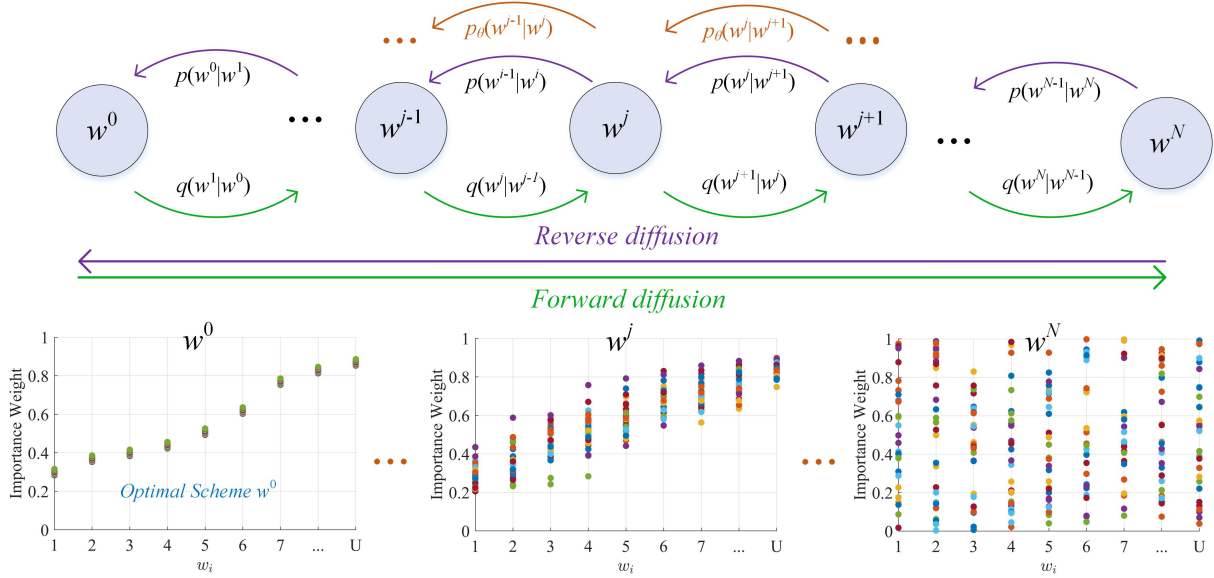 ... p_θ(w^{j-1}|w^j) p_θ(w^j|w^{j+1}) ...
p(w^0|w^1) p(w^{i-1}|w^i) p(w^j|w^{j+1}) p(w^{N-1}|w^N)
w^0 ... w^{j-1} w^j w^{j+1} ... w^N
q(w^1|w^0) q(w^j|w^{j-1}) q(w^{j+1}|w^j) q(w^N|w^{N-1})
Reverse diffusion
Forward diffusion
w^0
Importance Weight
1
0.8
0.6
0.4
0.2
0
Optimal Scheme w^0
1 2 3 4 5 6 7 ... U
w_i
...
w^j
Importance Weight
1
0.8
0.6
0.4
0.2
0
1 2 3 4 5 6 7 ... U
w_i
...
w^N
Importance Weight
1
0.8
0.6
0.4
0.2
0
1 2 3 4 5 6 7 ... U
w_i